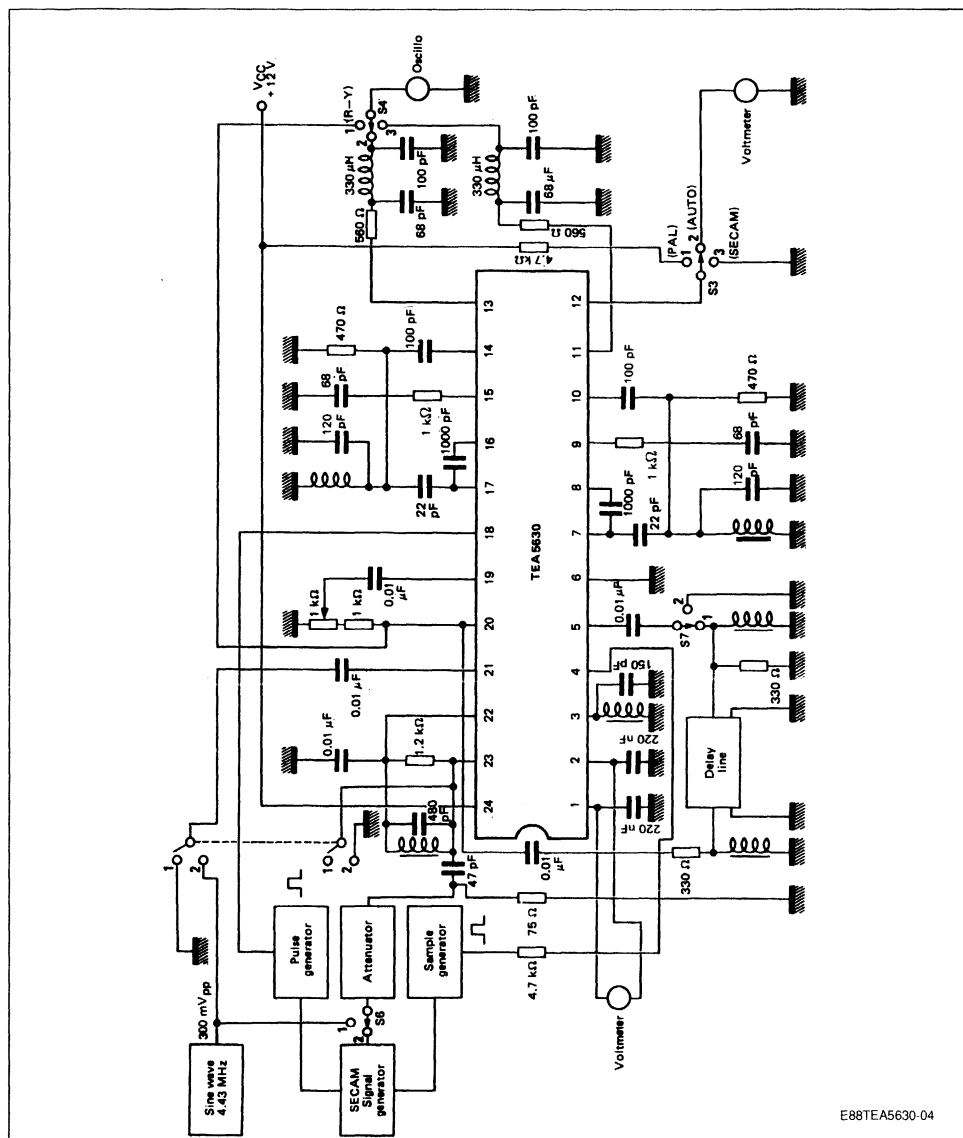 VCC
+ 12 V
Oscillo
S4
1 (R–Y)
2
3
330 μH
100 pF
68 pF
560 Ω
330 μH
100 pF
68 μF
560 Ω
4.7 kΩ
Voltmeter
(PAL)
1
2 (AUTO)
3
(SECAM)
S3
13
14
15
16
17
18
19
20
21
22
23
24
12
11
10
9
8
7
6
5
4
3
2
1
TEA5630
470 Ω
100 pF
68 pF
1 kΩ
120 pF
1000 pF
22 pF
1 kΩ
1 kΩ
0.01 μF
0.01 μF
0.01 μF
1.2 kΩ
480 pF
47 pF
0.01 μF
100 pF
470 Ω
1 kΩ
68 pF
120 pF
1000 pF
22 pF
0.01 μF
S7
2
1
150 pF
220 nF
220 nF
330 Ω
Delay line
330 Ω
75 Ω
4.7 kΩ
Voltmeter
1
2
1
2
300 mVpp
Sine wave
4.43 MHz
Pulse
generator
Attenuator
Sample
generator
1
2
S6
SECAM
Signal
generator
E88TEA5630-04